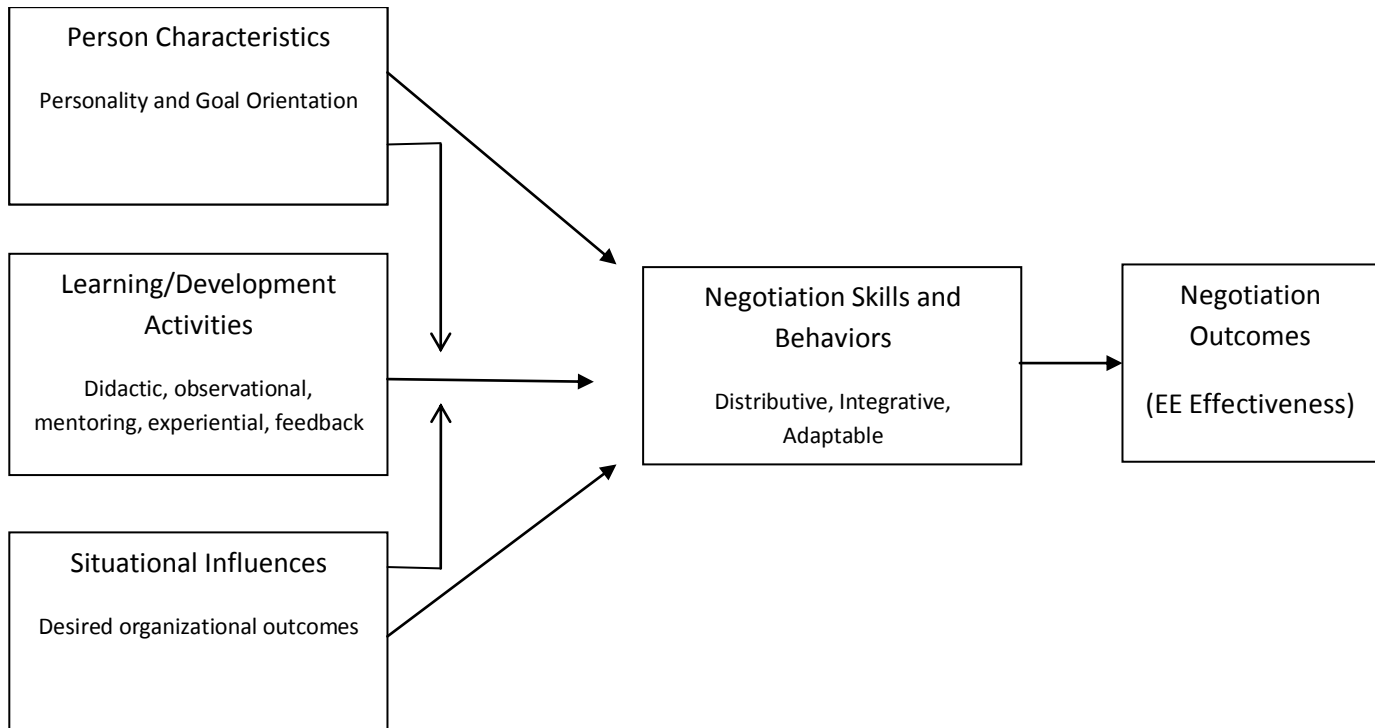 Person Characteristics
Personality and Goal Orientation
Learning/Development
Activities
Didactic, observational,
mentoring, experiential, feedback
Situational Influences
Desired organizational outcomes
Negotiation Skills and
Behaviors
Distributive, Integrative,
Adaptable
Negotiation
Outcomes
(EE Effectiveness)